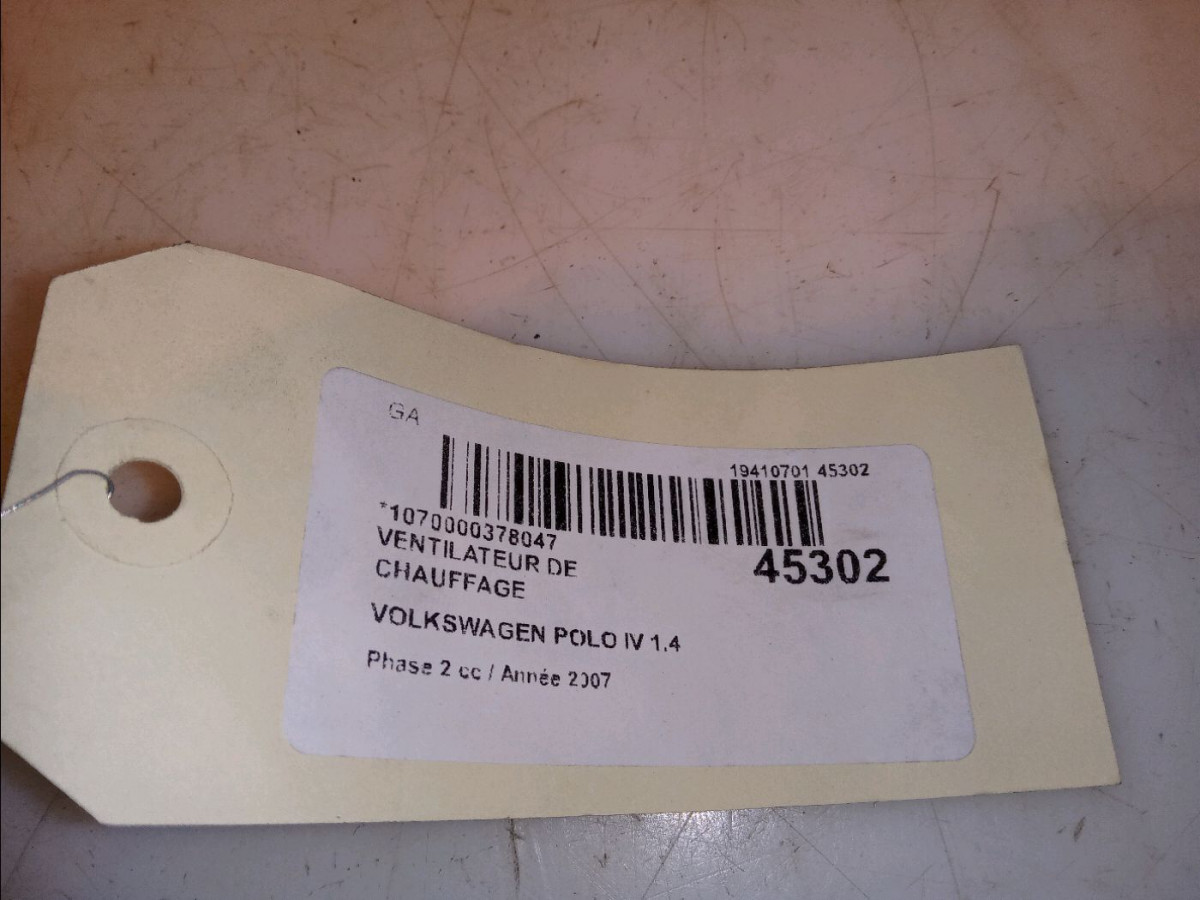 GA
19410701 45302
*1070000378047
VENTILATEUR DE
CHAUFFAGE
45302
VOLKSWAGEN POLO IV 1.4
Phase 2 cc / Année 2007